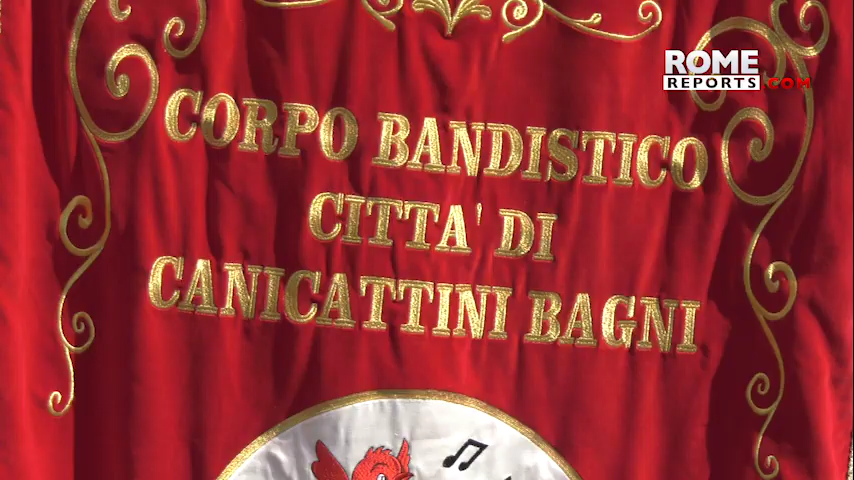 ROME
REPORTS.COM
CORPO BANDISTICO
CITTA' DI
CANICATTINI BAGNI